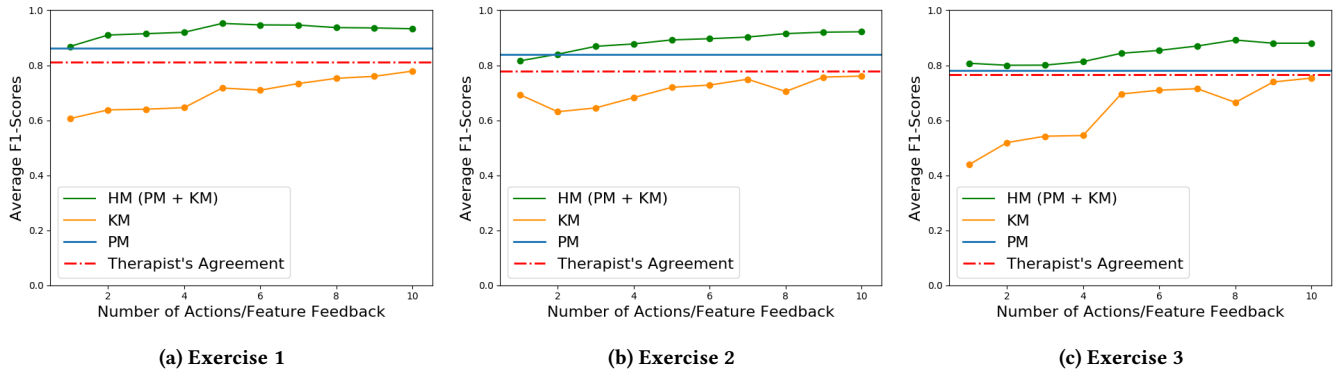 1.0
0.8
0.6
0.4
0.2
0.0
Average F1-Scores
HM (PM + KM)
KM
PM
Therapist's Agreement
2 4 6 8 10
Number of Actions/Feature Feedback
(a) Exercise 1
1.0
0.8
0.6
0.4
0.2
0.0
Average F1-Scores
HM (PM + KM)
KM
PM
Therapist's Agreement
2 4 6 8 10
Number of Actions/Feature Feedback
(b) Exercise 2
1.0
0.8
0.6
0.4
0.2
0.0
Average F1-Scores
HM (PM + KM)
KM
PM
Therapist's Agreement
2 4 6 8 10
Number of Actions/Feature Feedback
(c) Exercise 3